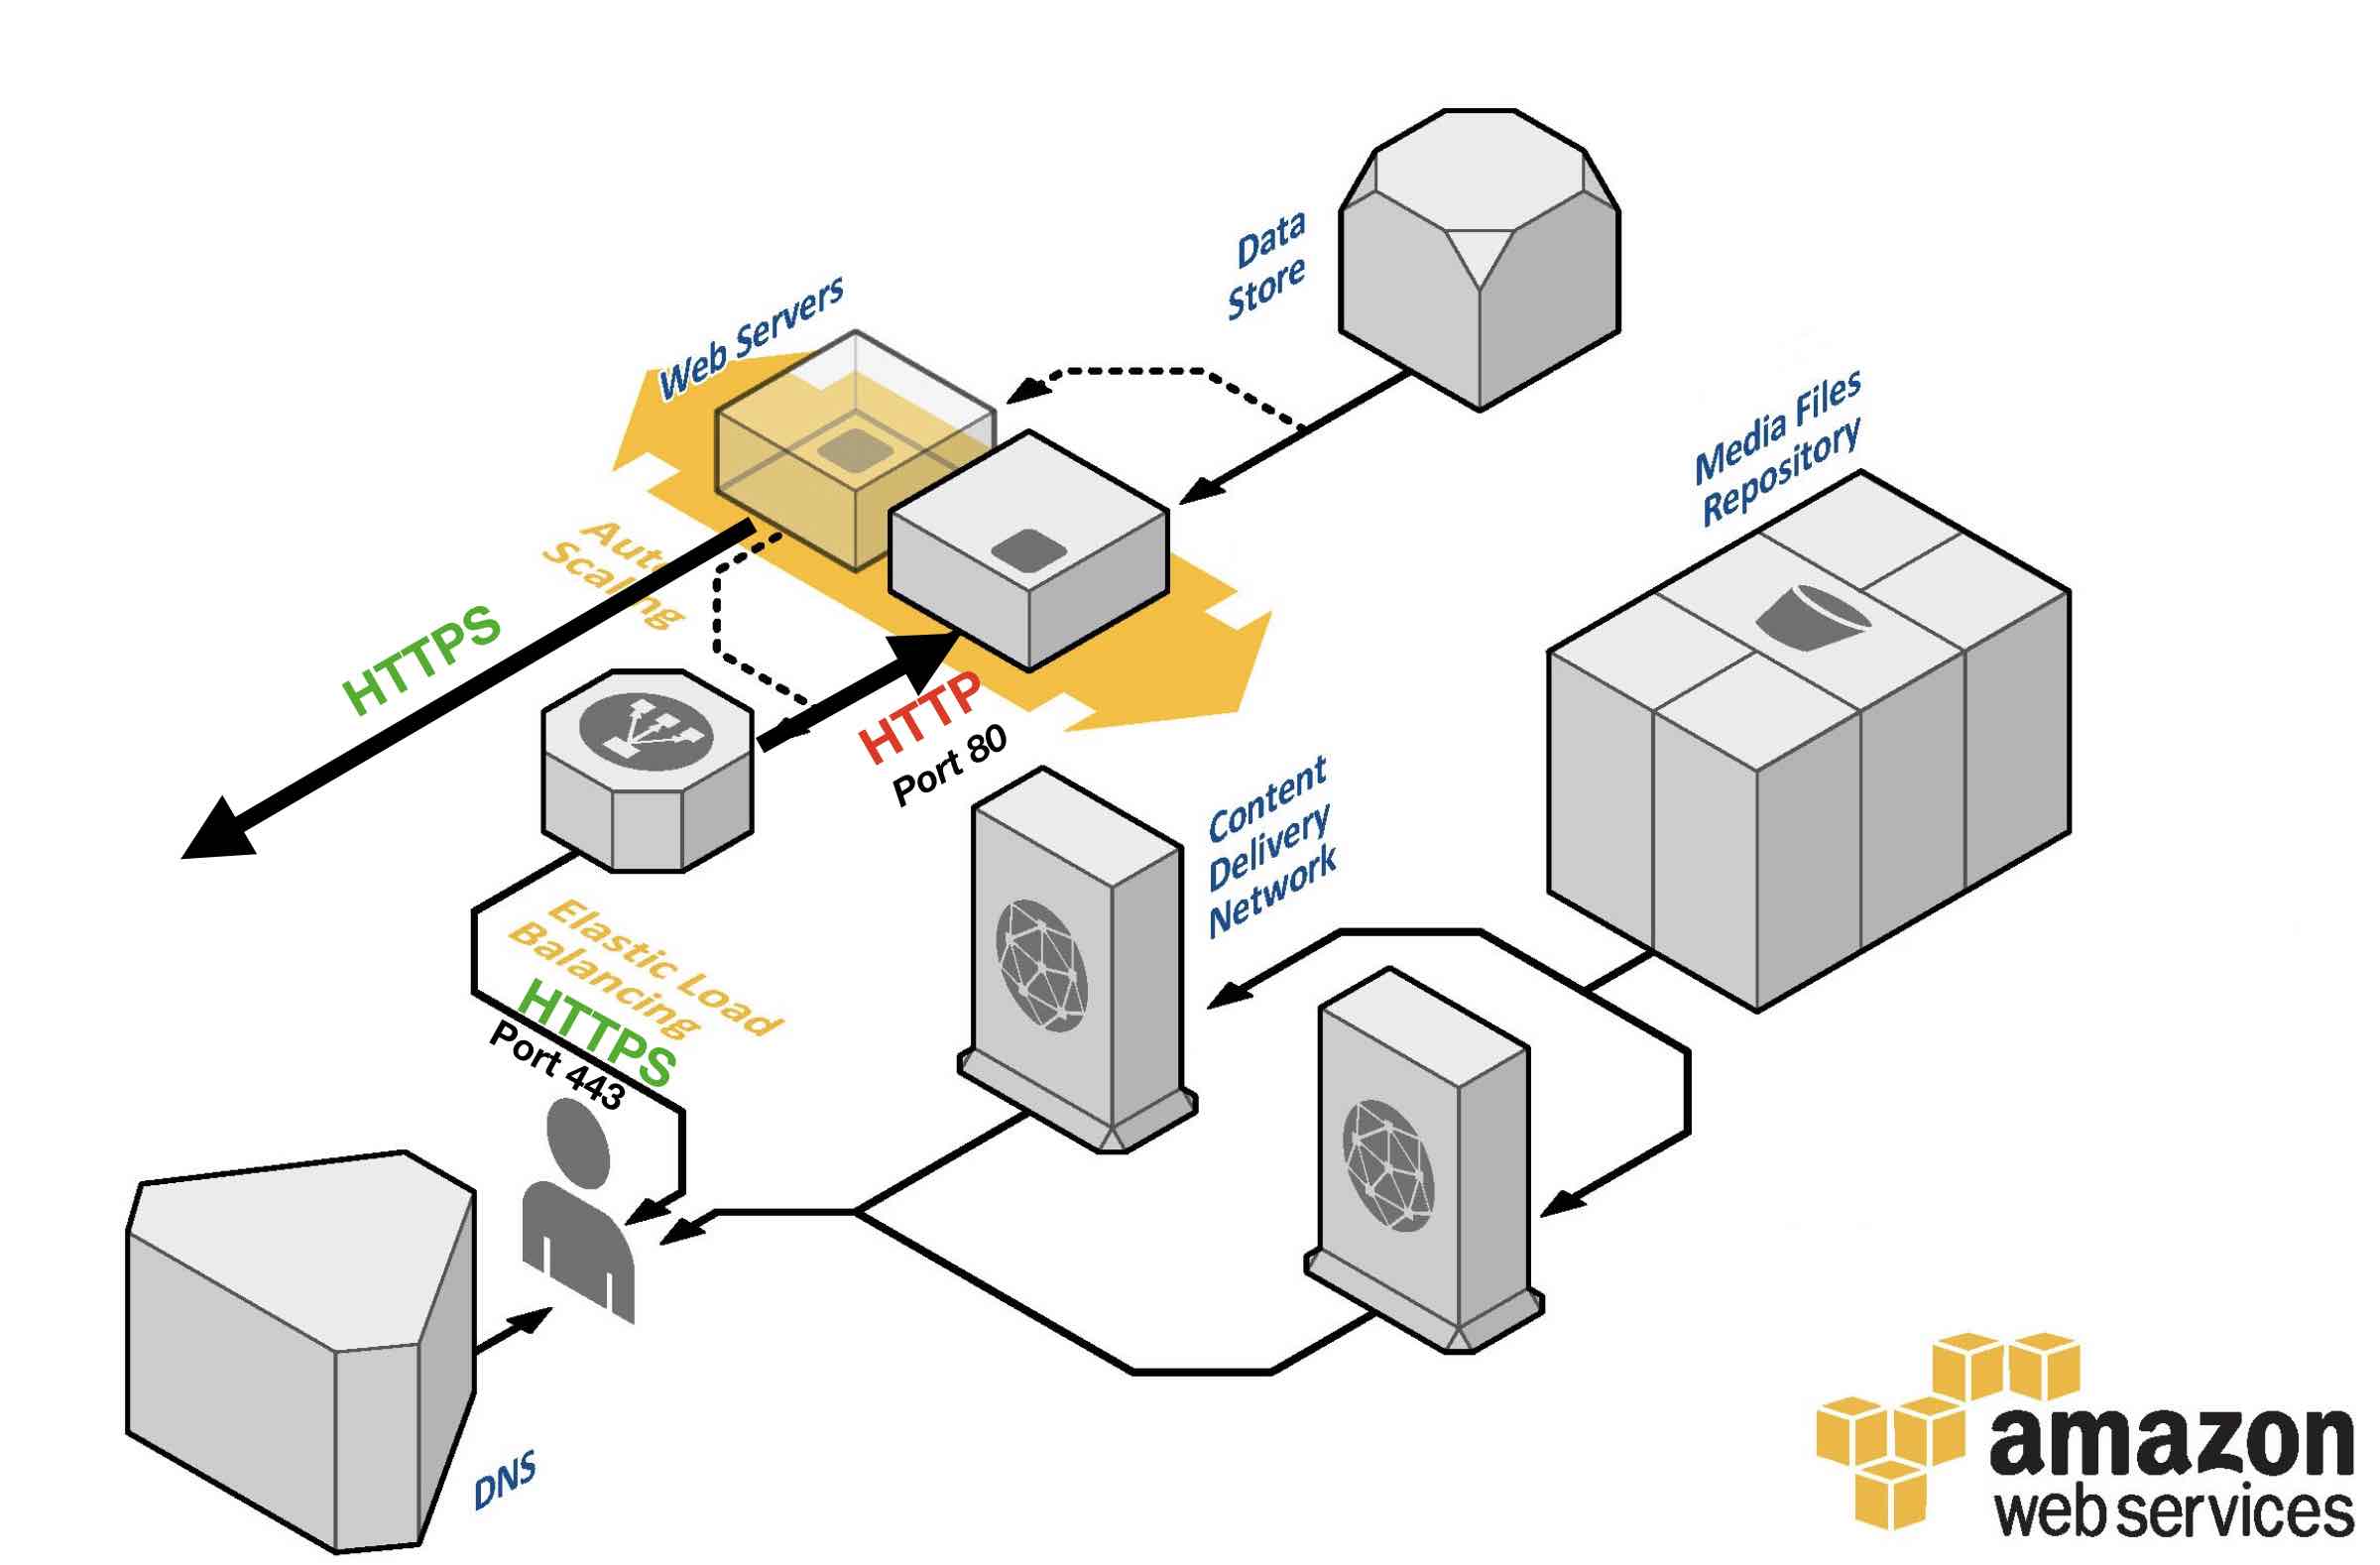 Data
Store
Web Servers
Media Files
Repository
Auto
Scaling
HTTPS
HTTP
Port 80
Content
Delivery
Network
Elastic Load
Balancing
HTTPS
Port 443
DNS
amazon
web services